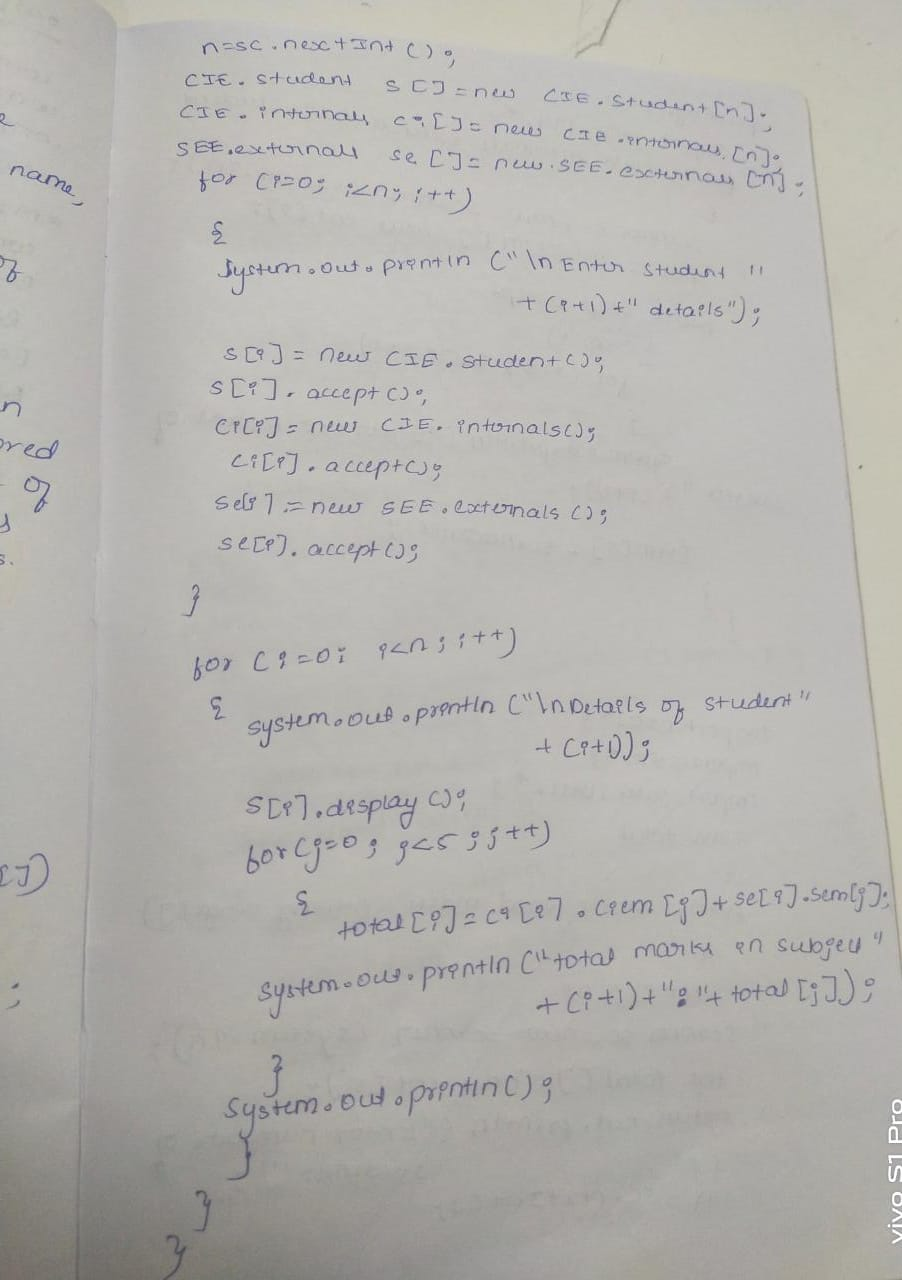 n=sc.nextInt();
CIE.student s[]=new CIE.student[n];
CIE.internals ci[]=new CIE.internals[n];
SEE.externals se[]=new.SEE.externals[n];
for(i=0; i<n; i++)
{
System.out.println("\nEnter student"
+(i+1)+"details");
s[i]=new CIE.student();
s[i].accept();
ci[i]=new CIE.internals();
ci[i].accept();
se[i]=new SEE.externals();
se[i].accept();
}
for(i=0; i<n; i++)
{
system.out.println("\nDetails of student"
+(i+1));
s[i].display();
for(j=0; j<5; j++)
{
total[i]=ci[i].ciem[j]+se[i].sem[j];
system.out.println("total marks in subject"
+(i+1)+":"+total[j]);
}
system.out.println();
}
}
}
name,
of
n
ored
of
s
s.
;
vivo S1 Pro